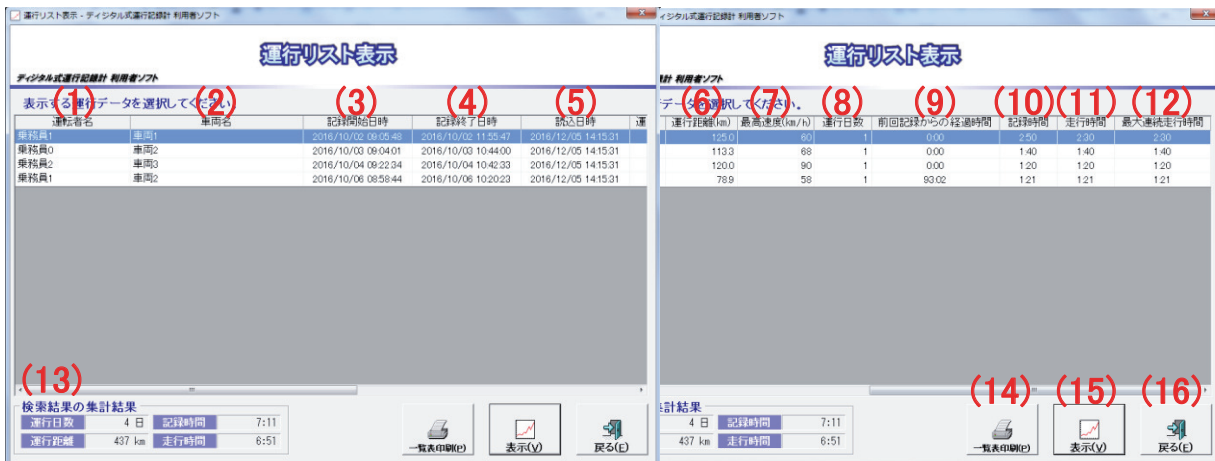 運行リスト表示 - ディジタル式運行記録計 利用者ソフト
運行リスト表示
ディジタル式運行記録計 利用者ソフト
表示する運行データを選択してください
(1) (2) (3) (4) (5)
運転者名 車両名 記録開始日時 記録終了日時 読込日時 運
乗務員1 車両1 2016/10/02 09:05:48 2016/10/02 11:55:47 2016/12/05 14:15:31
乗務員0 車両2 2016/10/03 09:04:01 2016/10/03 10:44:00 2016/12/05 14:15:31
乗務員2 車両3 2016/10/04 09:22:34 2016/10/04 10:42:33 2016/12/05 14:15:31
乗務員1 車両2 2016/10/06 08:58:44 2016/10/06 10:20:23 2016/12/05 14:15:31
(13)
検索結果の集計結果
運行日数 4 日 記録時間 7:11
運行距離 437 km 走行時間 6:51
一覧表印刷(P) 表示(V) 戻る(E)
ィジタル式運行記録計 利用者ソフト
運行リスト表示
録計 利用者ソフト
データを選択してください.
(6) (7) (8) (9) (10) (11) (12)
運行距離(km) 最高速度(km/h) 運行日数 前回記録からの経過時間 記録時間 走行時間 最大連続走行時間
125.0 60 1 0:00 2:50 2:30 2:30
113.3 68 1 0:00 1:40 1:40 1:40
120.0 90 1 0:00 1:20 1:20 1:20
78.9 58 1 93:02 1:21 1:21 1:21
(14) (15) (16)
集計結果
4 日 記録時間 7:11
437 km 走行時間 6:51
一覧表印刷(P) 表示(V) 戻る(E)